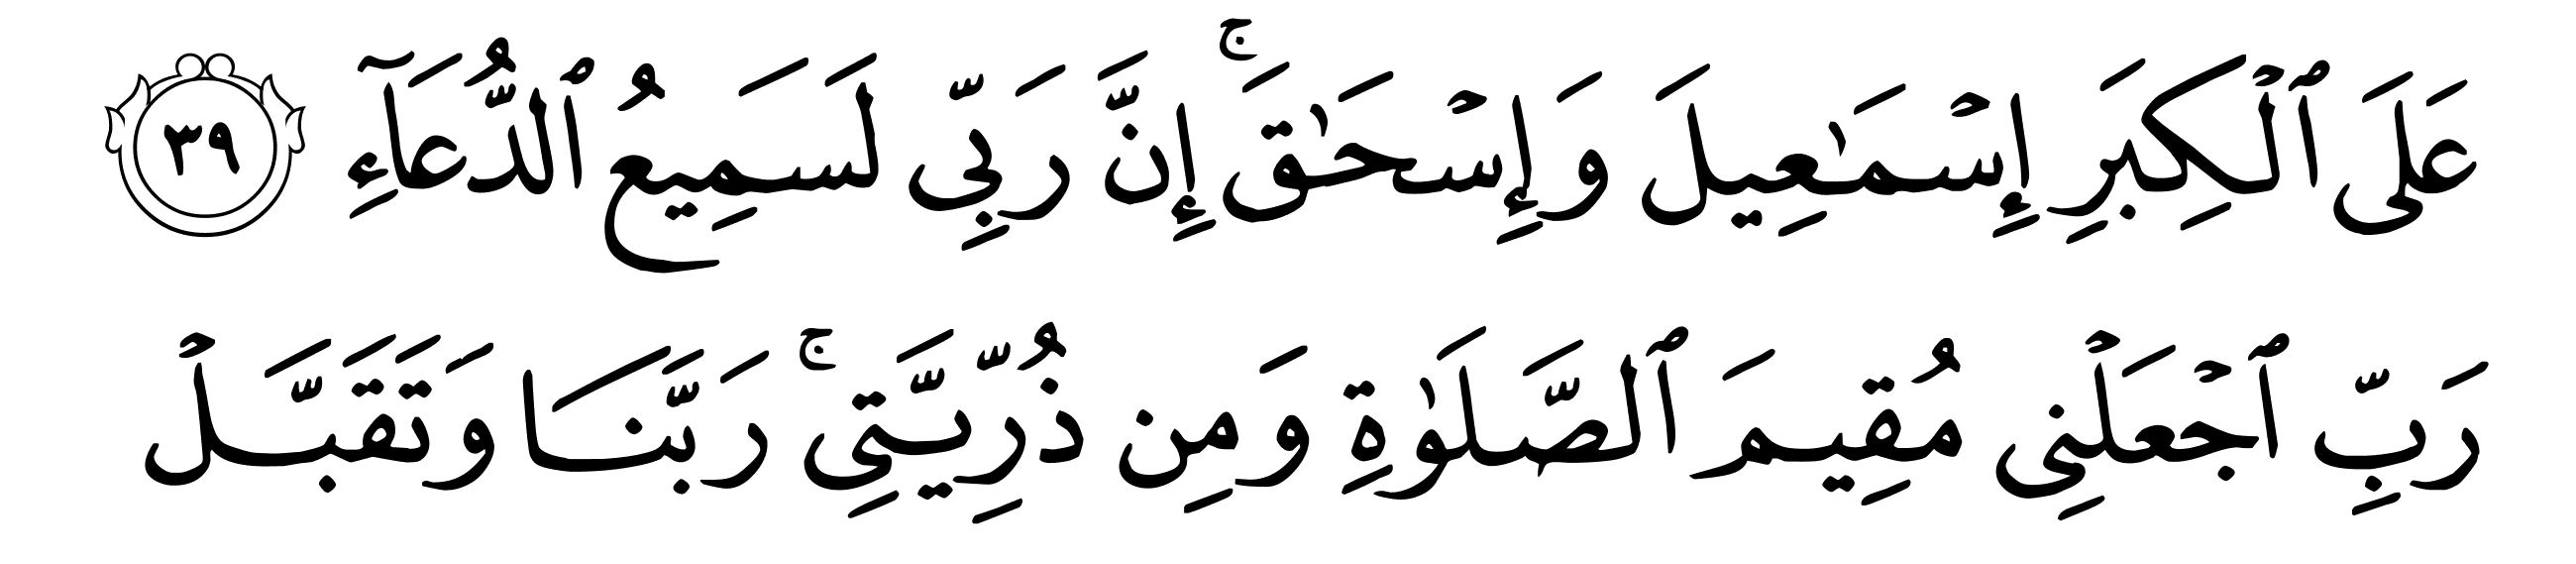 عَلَى ٱلْكِبَرِ إِسْمَـٰعِيلَ وَإِسْحَـٰقَ ۚ إِنَّ رَبِّى لَسَمِيعُ ٱلدُّعَآءِ ٣٩
رَبِّ ٱجْعَلْنِى مُقِيمَ ٱلصَّلَوٰةِ وَمِن ذُرِّيَّتِى ۚ رَبَّنَا وَتَقَبَّلْ